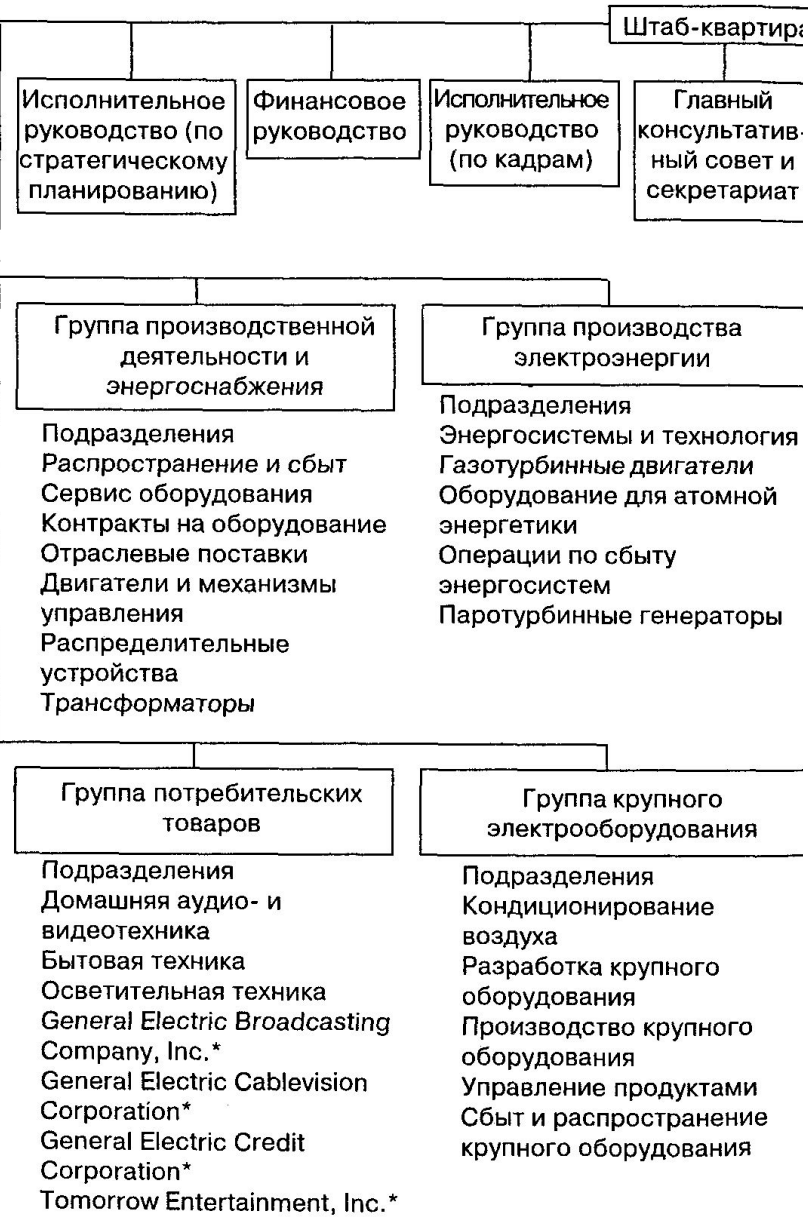 Штаб-квартира
Исполнительное
руководство (по
стратегическому
планированию)
Финансовое
руководство
Исполнительное
руководство
(по кадрам)
Главный
консультатив-
ный совет и
секретариат
Группа производственной
деятельности и
энергоснабжения
Подразделения
Распространение и сбыт
Сервис оборудования
Контракты на оборудование
Отраслевые поставки
Двигатели и механизмы
управления
Распределительные
устройства
Трансформаторы
Группа производства
электроэнергии
Подразделения
Энергосистемы и технология
Газотурбинные двигатели
Оборудование для атомной
энергетики
Операции по сбыту
энергосистем
Паротурбинные генераторы
Группа потребительских
товаров
Подразделения
Домашняя аудио- и
видеотехника
Бытовая техника
Осветительная техника
General Electric Broadcasting
Company, Inc.*
General Electric Cablevision
Corporation*
General Electric Credit
Corporation*
Tomorrow Entertainment, Inc.*
Группа крупного
электрооборудования
Подразделения
Кондиционирование
воздуха
Разработка крупного
оборудования
Производство крупного
оборудования
Управление продуктами
Сбыт и распространение
крупного оборудования